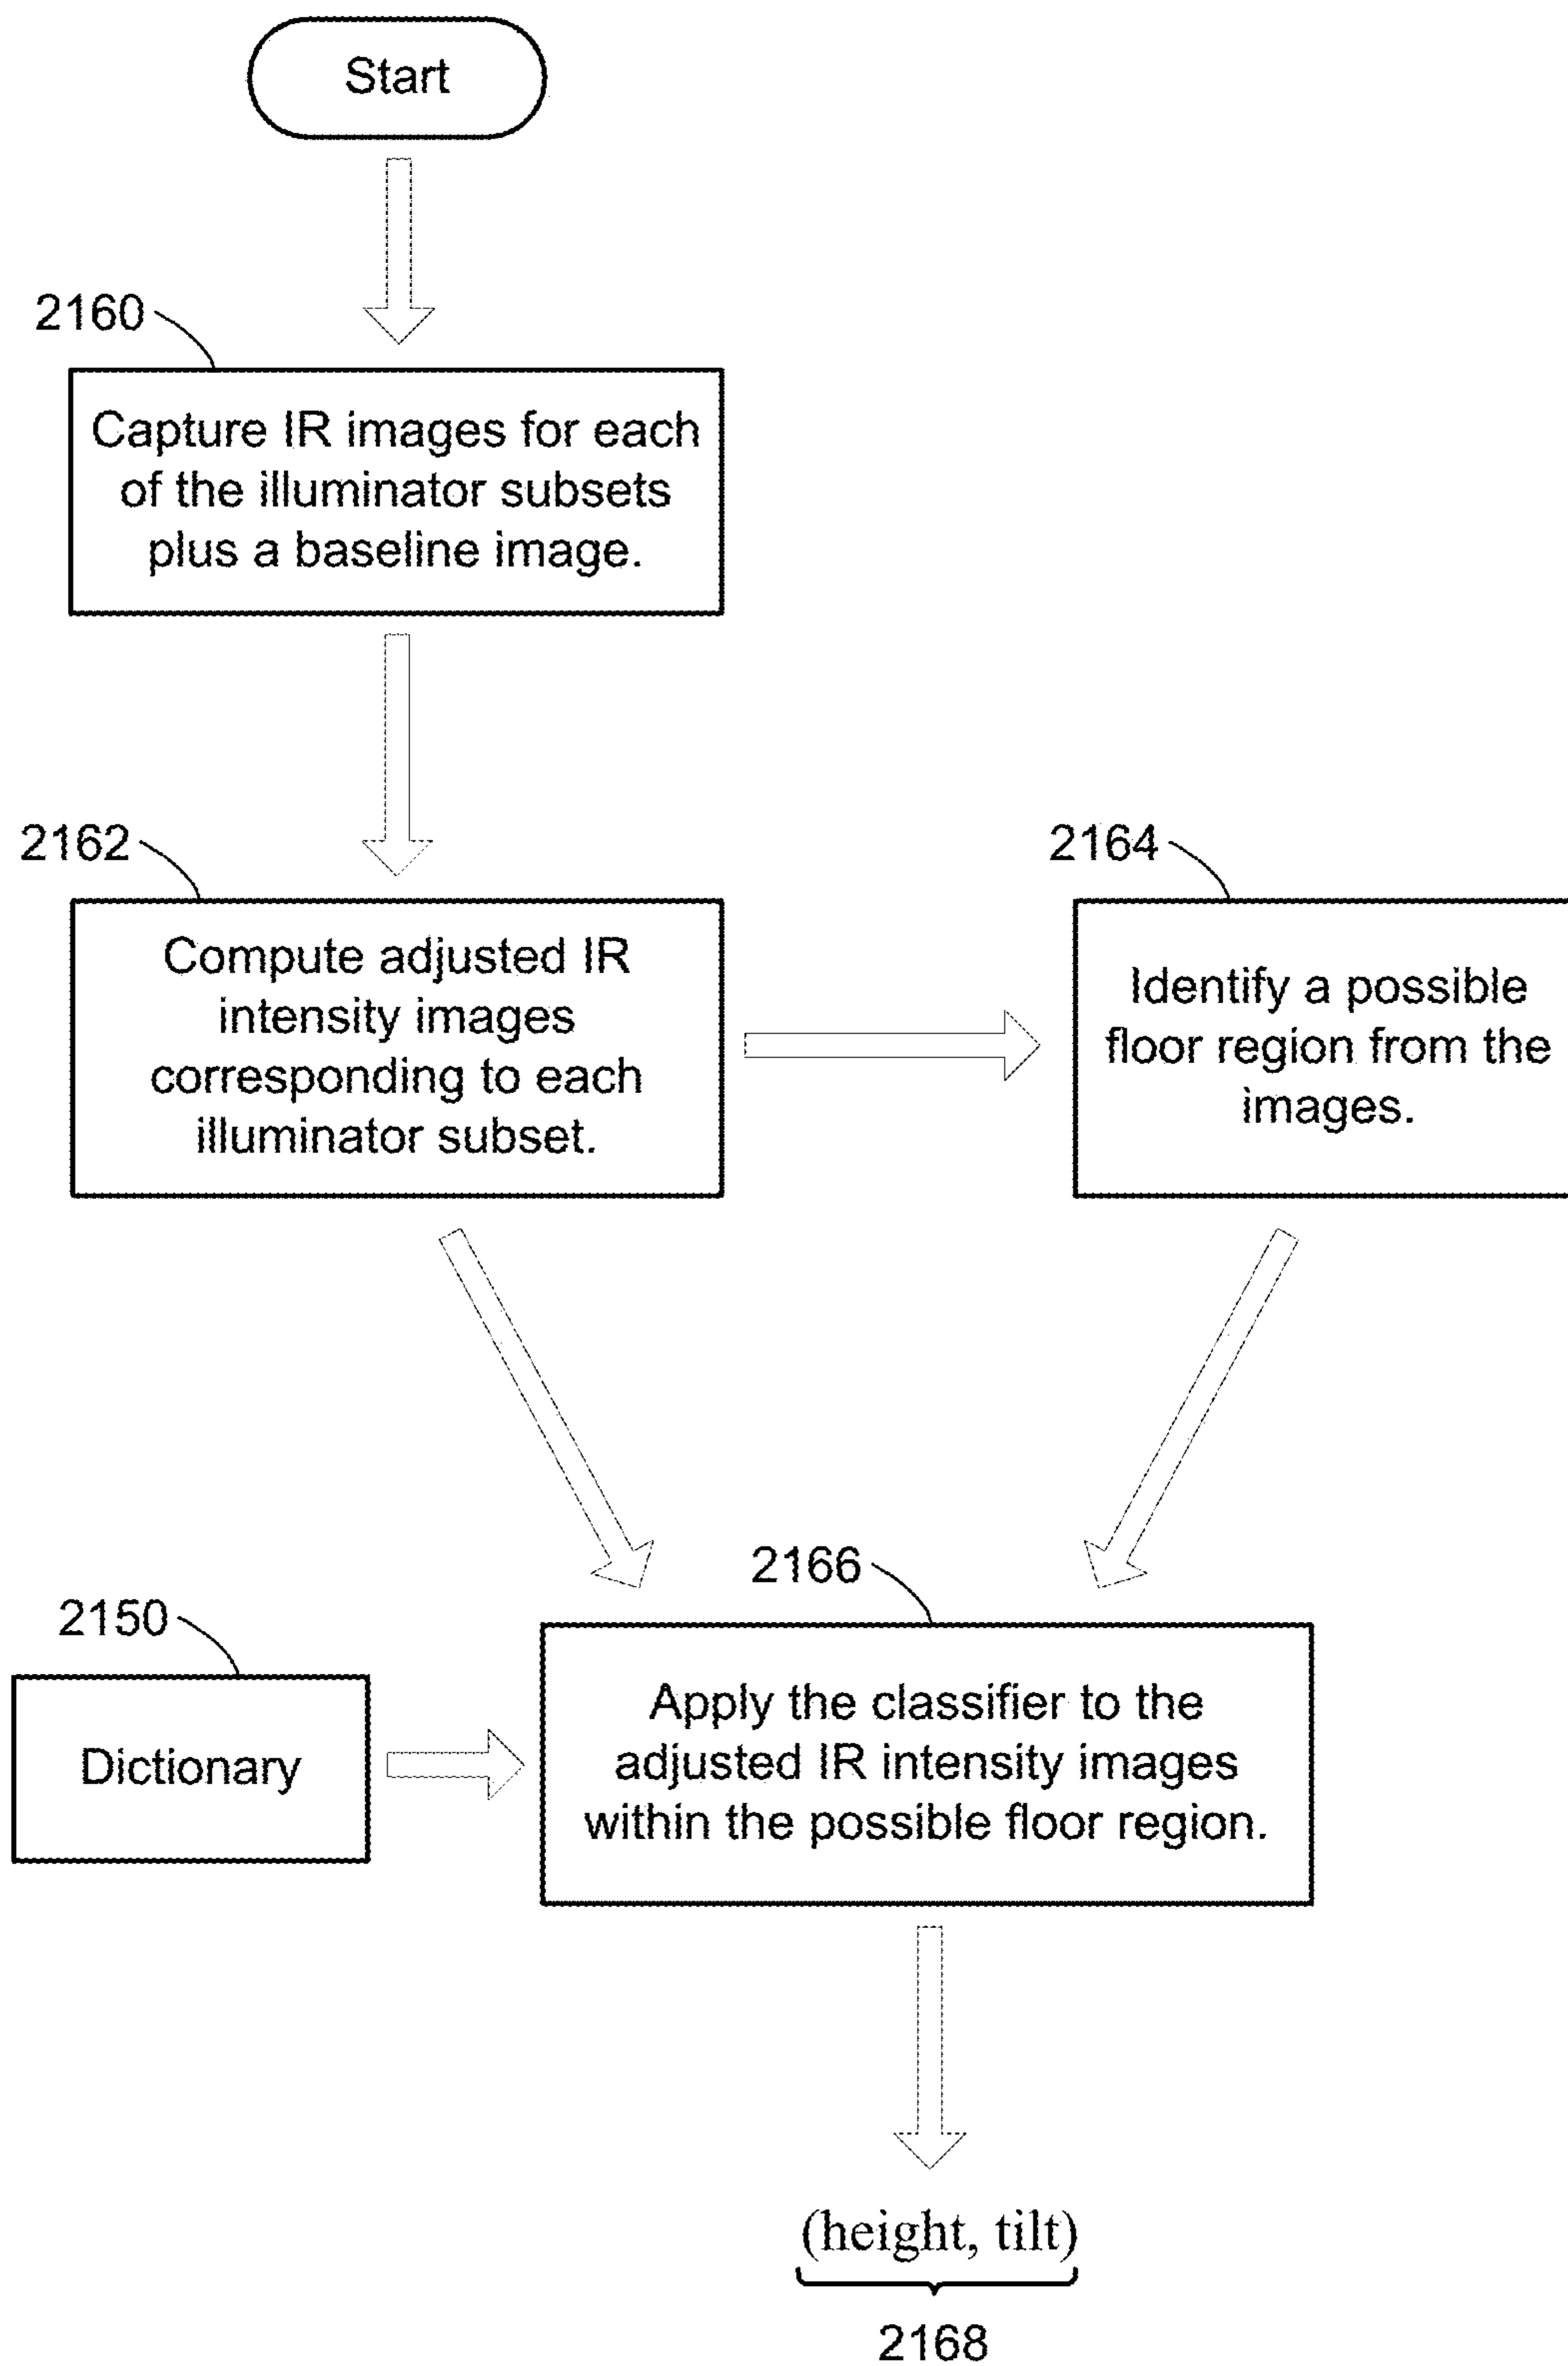 Start
2160
Capture IR images for each
of the illuminator subsets
plus a baseline image.
2162
Compute adjusted IR
intensity images
corresponding to each
illuminator subset.
2164
Identify a possible
floor region from the
images.
2150
Dictionary
2166
Apply the classifier to the
adjusted IR intensity images
within the possible floor region.
(height, tilt)
2168